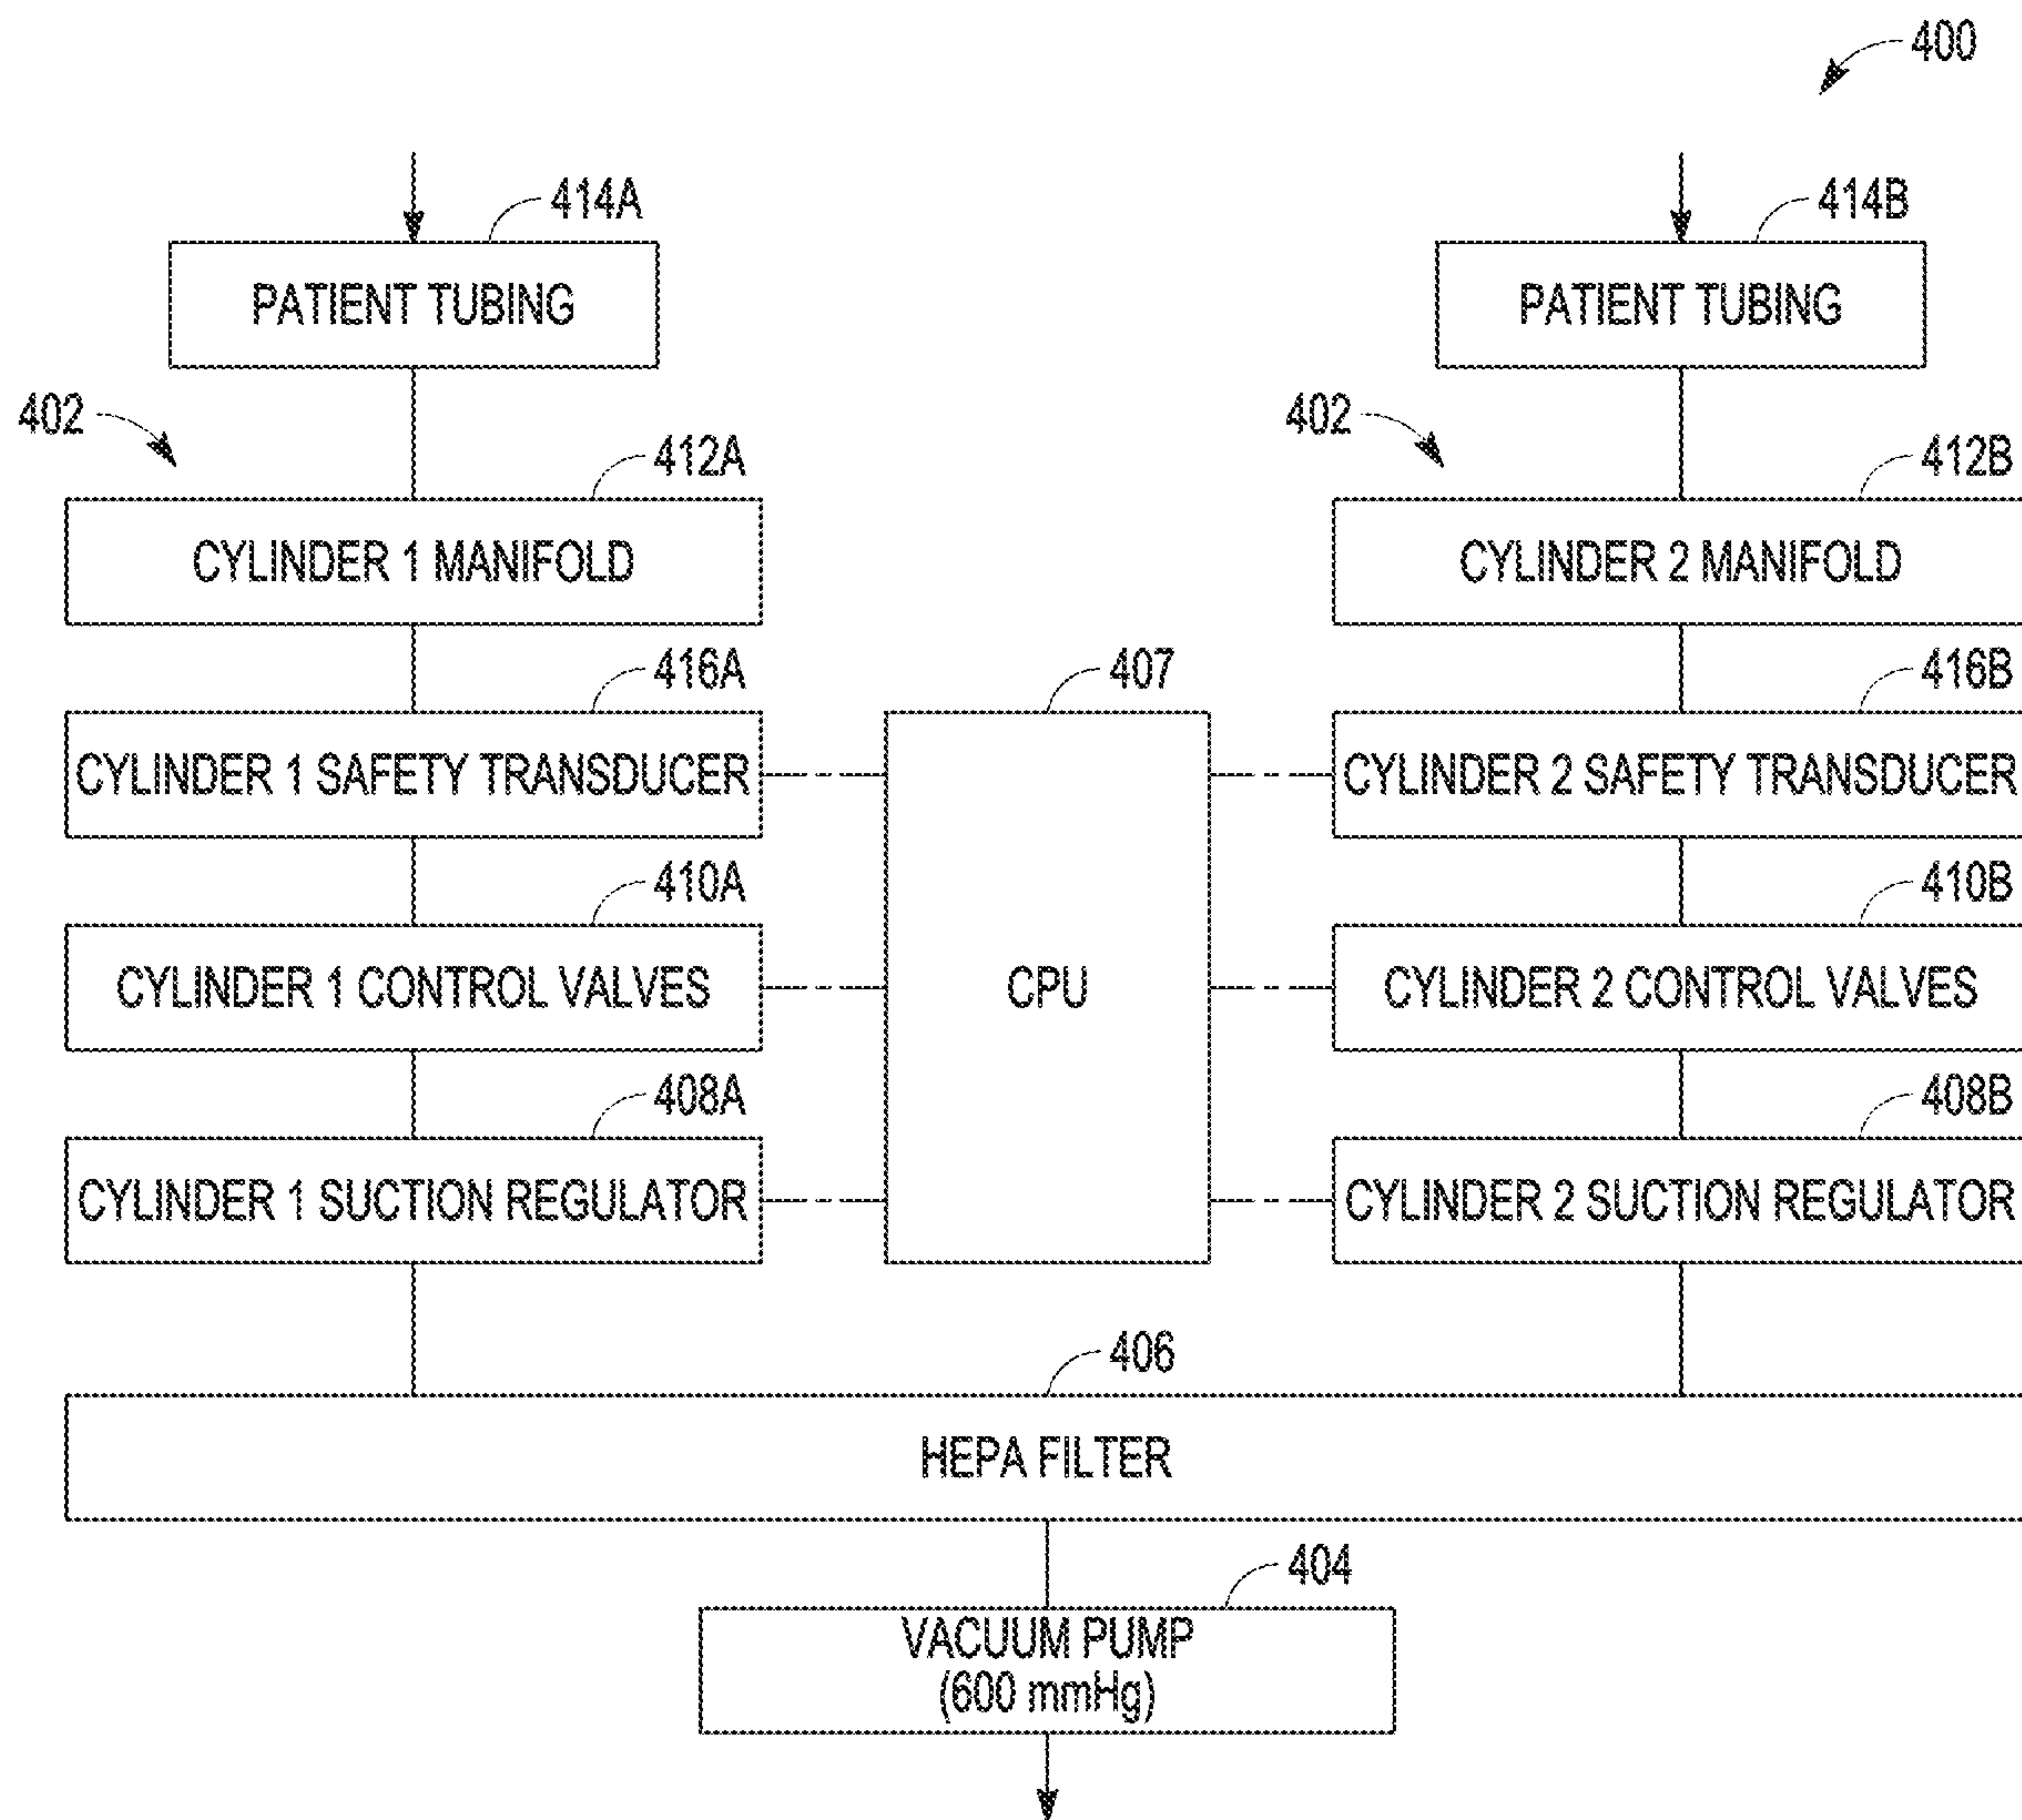 400
414A
414B
PATIENT TUBING
PATIENT TUBING
402
402
412A
412B
CYLINDER 1 MANIFOLD
CYLINDER 2 MANIFOLD
416A
407
416B
CYLINDER 1 SAFETY TRANSDUCER
CYLINDER 2 SAFETY TRANSDUCER
410A
410B
CYLINDER 1 CONTROL VALVES
CPU
CYLINDER 2 CONTROL VALVES
408A
408B
CYLINDER 1 SUCTION REGULATOR
CYLINDER 2 SUCTION REGULATOR
406
HEPA FILTER
404
VACUUM PUMP
(600 mmHg)